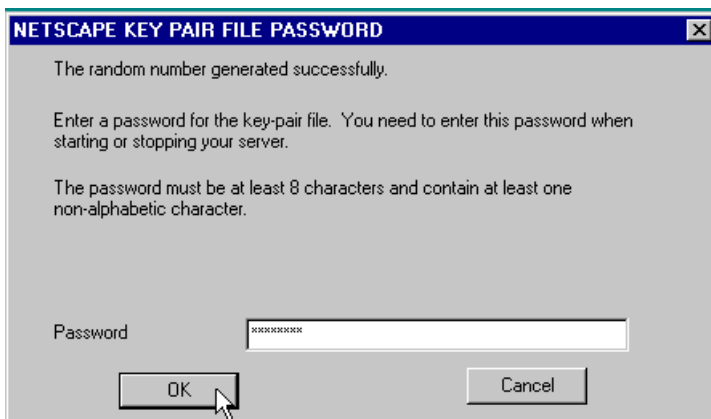 NETSCAPE KEY PAIR FILE PASSWORD
The random number generated successfully.
Enter a password for the key-pair file. You need to enter this password when
starting or stopping your server.
The password must be at least 8 characters and contain at least one
non-alphabetic character.
Password
********
OK
Cancel